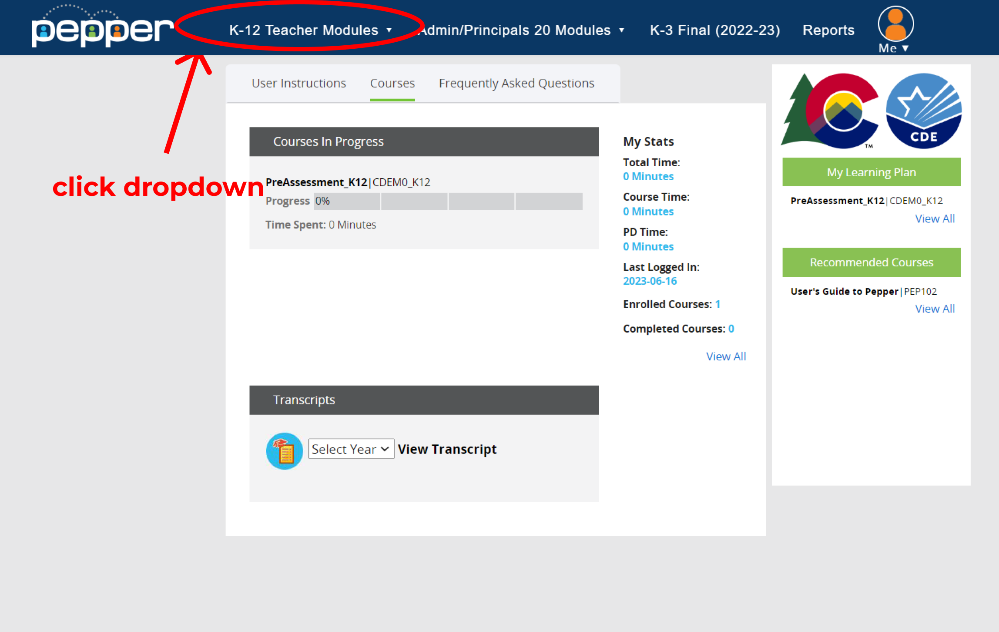 pepper
K-12 Teacher Modules ▼
Admin/Principals 20 Modules ▼
K-3 Final (2022-23)
Reports
Me ▼
User Instructions
Courses
Frequently Asked Questions
click dropdown
Courses In Progress
PreAssessment_K12|CDEM0_K12
Progress 0%
Time Spent: 0 Minutes
My Stats
Total Time:
0 Minutes
Course Time:
0 Minutes
PD Time:
0 Minutes
Last Logged In:
2023-06-16
Enrolled Courses: 1
Completed Courses: 0
View All
Transcripts
Select Year
View Transcript
TM
CDE
My Learning Plan
PreAssessment_K12|CDEM0_K12
View All
Recommended Courses
User's Guide to Pepper|PEP102
View All